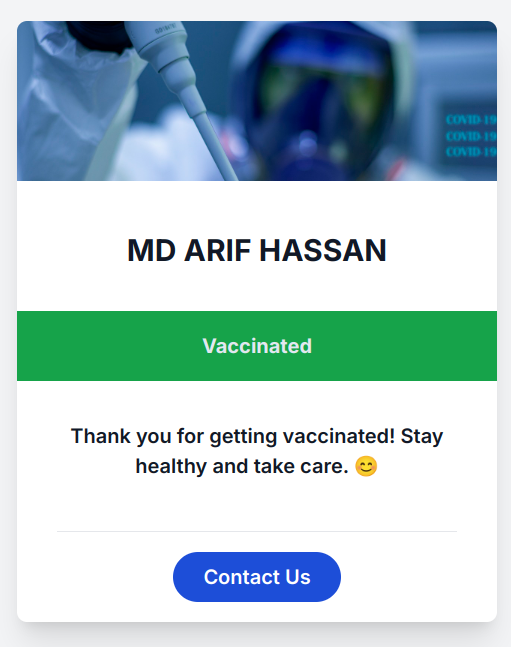 COVID-19
COVID-19
COVID-19
MD ARIF HASSAN
Vaccinated
Thank you for getting vaccinated! Stay
healthy and take care. 😊
Contact Us